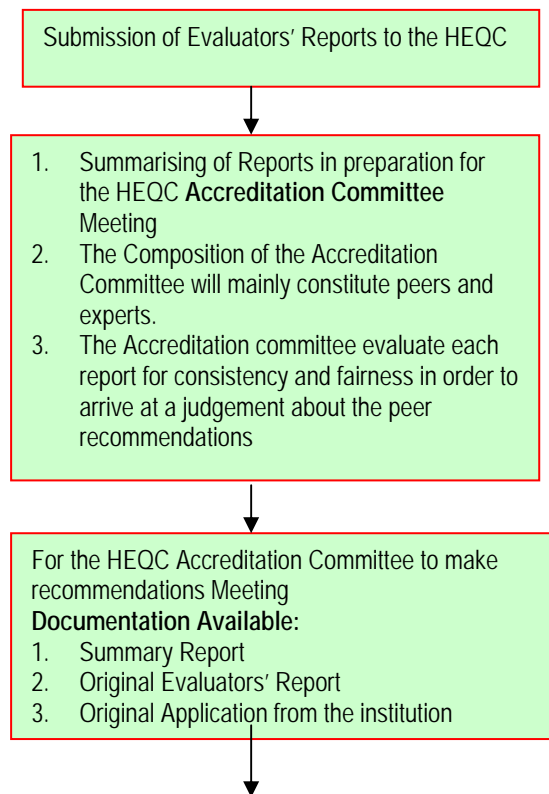 Submission of Evaluators’ Reports to the HEQC
1. Summarising of Reports in preparation for
the HEQC Accreditation Committee
Meeting
2. The Composition of the Accreditation
Committee will mainly constitute peers and
experts.
3. The Accreditation committee evaluate each
report for consistency and fairness in order to
arrive at a judgement about the peer
recommendations
For the HEQC Accreditation Committee to make
recommendations Meeting
Documentation Available:
1. Summary Report
2. Original Evaluators’ Report
3. Original Application from the institution